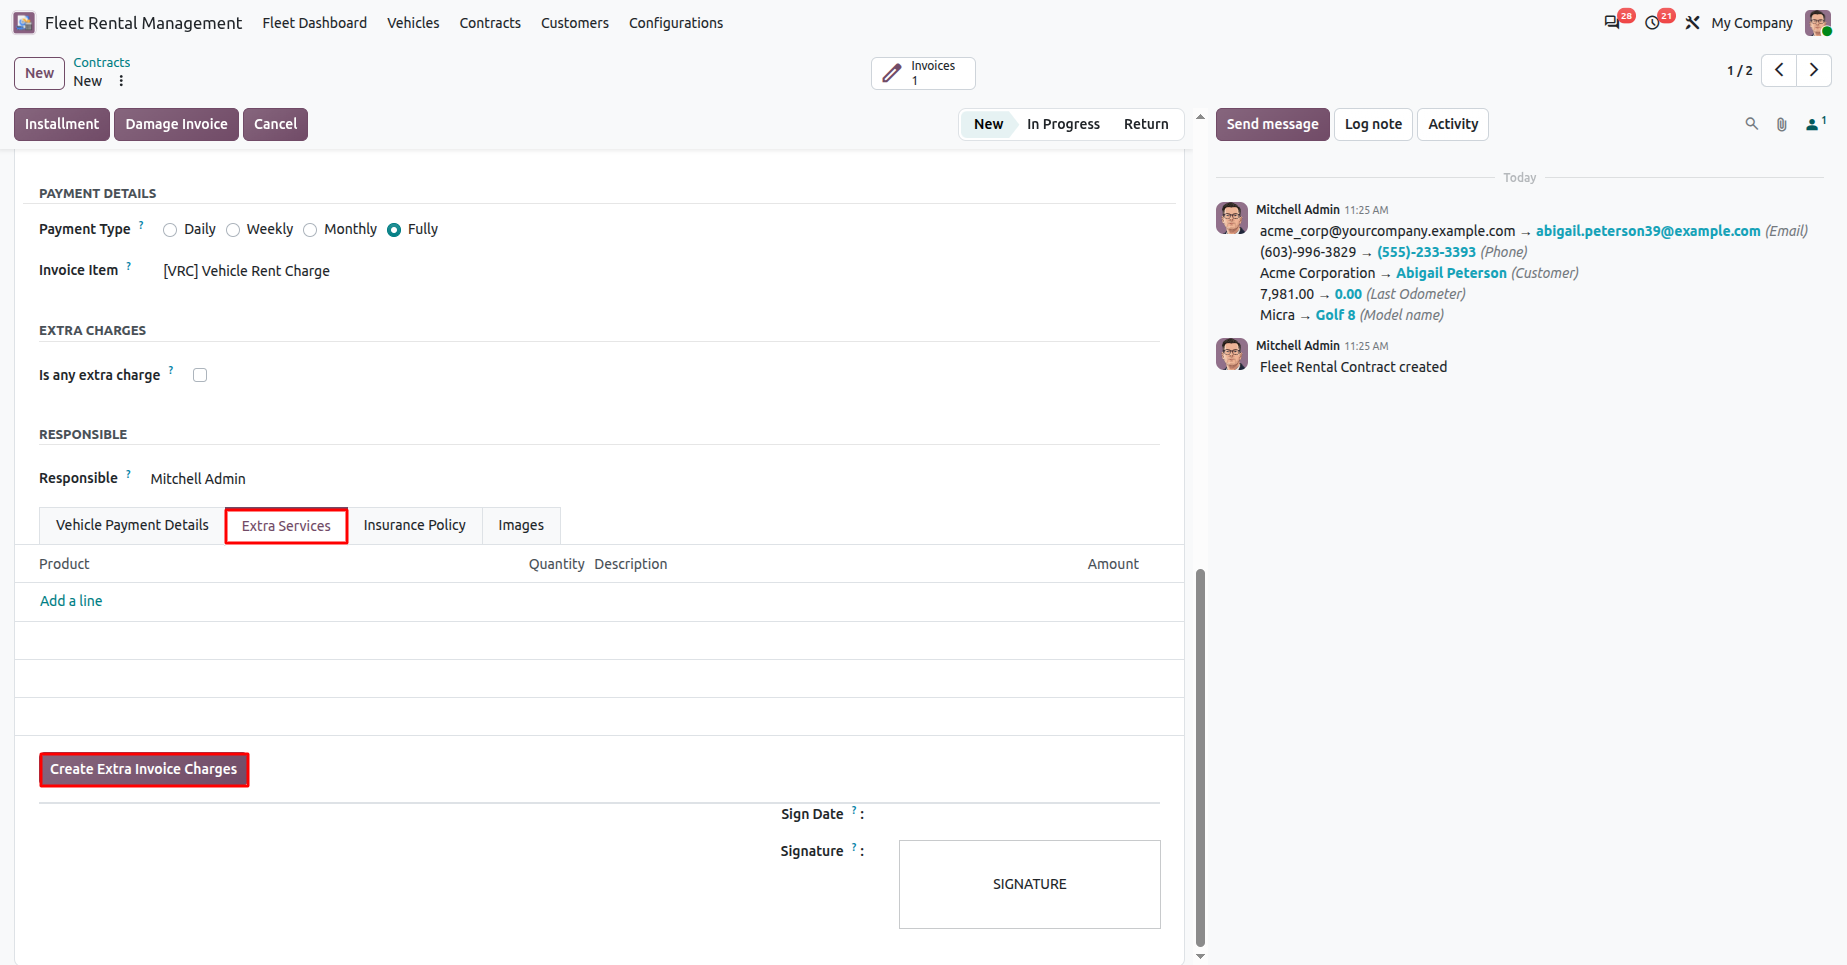 Fleet Rental Management Fleet Dashboard Vehicles Contracts Customers Configurations 28 21 My Company
New Contracts Invoices
New 1 1 / 2
Installment Damage Invoice Cancel New In Progress Return Send message Log note Activity 1
Today
PAYMENT DETAILS
Payment Type ? Daily Weekly Monthly Fully
Invoice Item ? [VRC] Vehicle Rent Charge
EXTRA CHARGES
Is any extra charge ?
RESPONSIBLE
Responsible ? Mitchell Admin
Vehicle Payment Details Extra Services Insurance Policy Images
Product Quantity Description Amount
Add a line
Create Extra Invoice Charges
Sign Date ? :
Signature ? :
SIGNATURE
Mitchell Admin 11:25 AM
acme_corp@yourcompany.example.com → abigail.peterson39@example.com (Email)
(603)-996-3829 → (555)-233-3393 (Phone)
Acme Corporation → Abigail Peterson (Customer)
7,981.00 → 0.00 (Last Odometer)
Micra → Golf 8 (Model name)
Mitchell Admin 11:25 AM
Fleet Rental Contract created